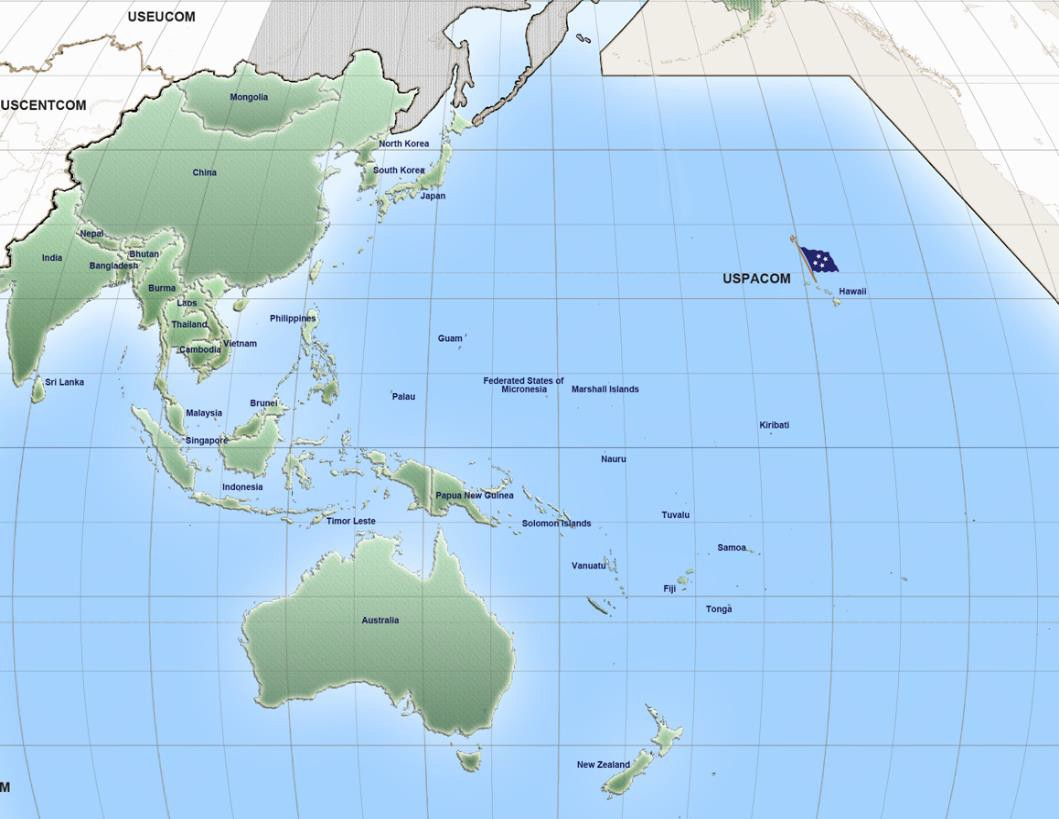 USEUCOM
USCENTCOM
Mongolia
North Korea
China
South Korea
Japan
Nepal
India
Bhutan
Bangladesh
Burma
USPACOM
Hawaii
Laos
Philippines
Thailand
Vietnam
Cambodia
Guam
Sri Lanka
Federated States of
Micronesia
Marshall Islands
Palau
Brunei
Malaysia
Kiribati
Singapore
Nauru
Indonesia
Papua New Guinea
Timor Leste
Solomon Islands
Tuvalu
Samoa
Vanuatu
Fiji
Tonga
Australia
New Zealand
M